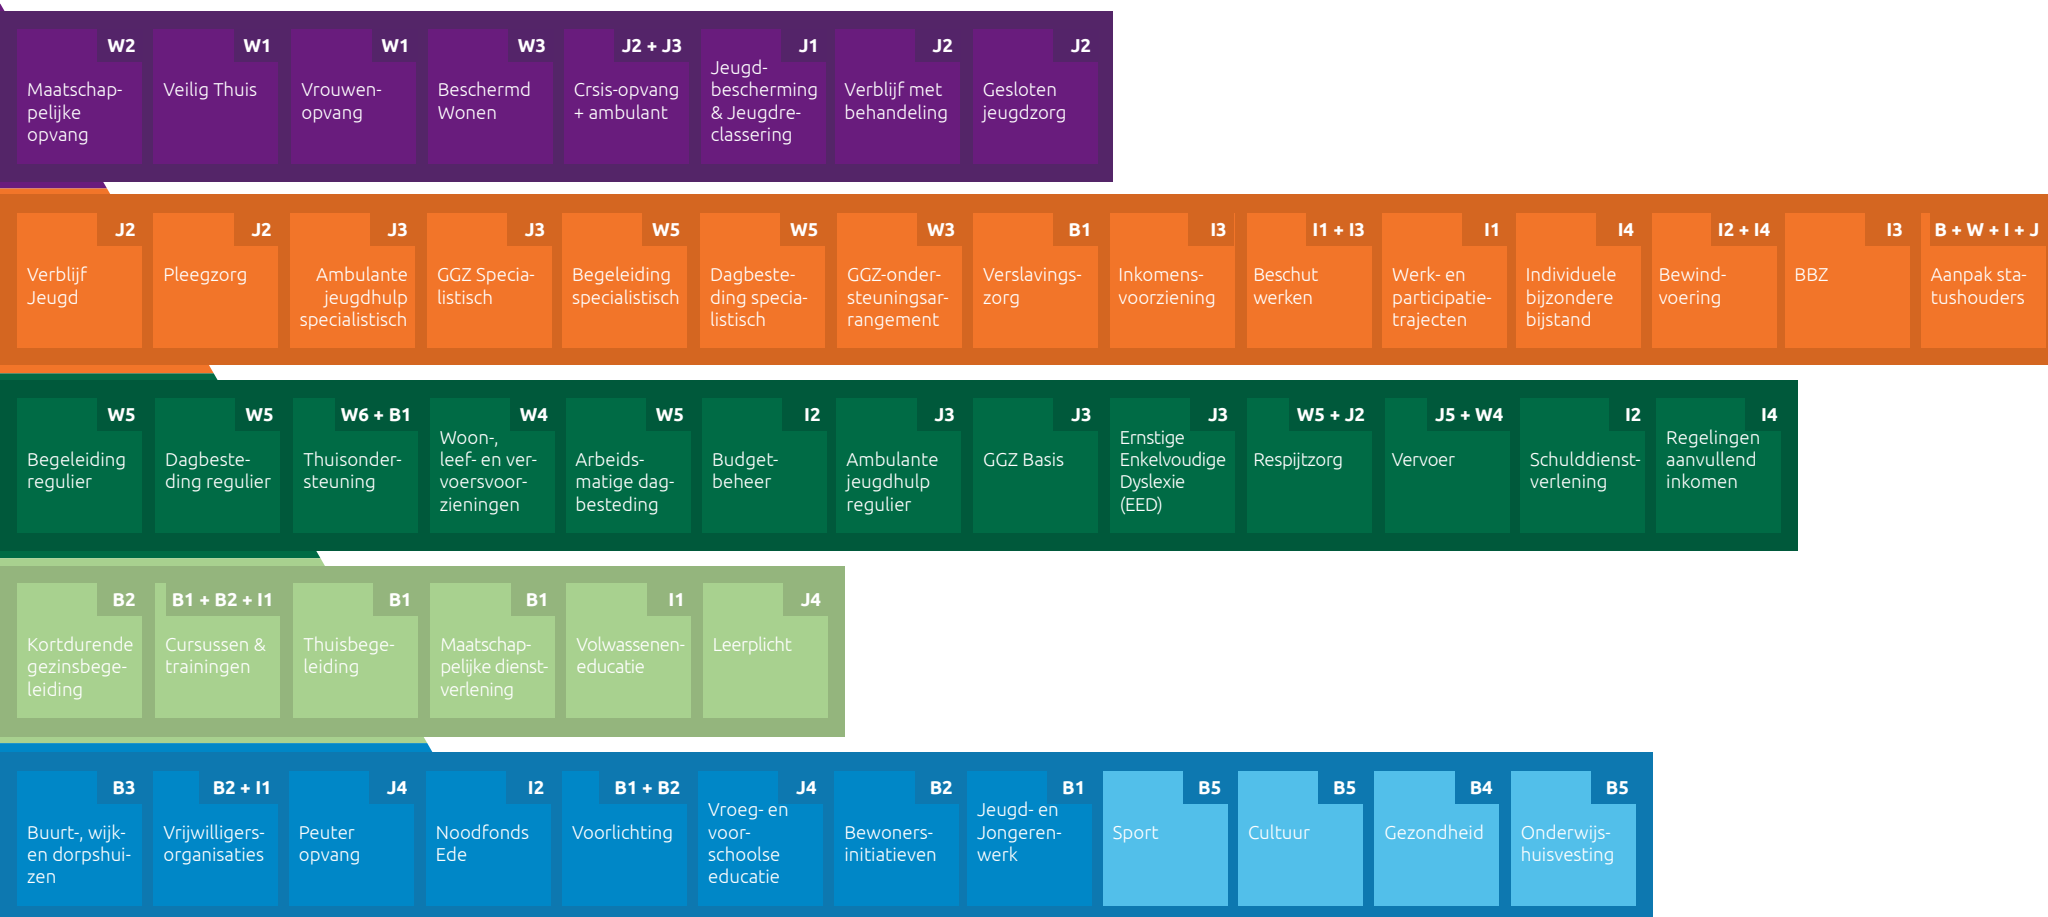 W2
Maatschap-
pelijke
opvang
W1
Veilig Thuis
W1
Vrouwen-
opvang
W3
Beschermd
Wonen
J2 + J3
Crsis-opvang
+ ambulant
J1
Jeugd-
bescherming
& Jeugdre-
classering
J2
Verblijf met
behandeling
J2
Gesloten
jeugdzorg
J2
Verblijf
Jeugd
J2
Pleegzorg
J3
Ambulante
jeugdhulp
specialistisch
J3
GGZ Specia-
listisch
W5
Begeleiding
specialistisch
W5
Dagbeste-
ding specia-
listisch
W3
GGZ-onder-
steuningsar-
rangement
B1
Verslavings-
zorg
I3
Inkomens-
voorziening
I1 + I3
Beschut
werken
I1
Werk- en
participatie-
trajecten
I4
Individuele
bijzondere
bijstand
I2 + I4
Bewind-
voering
I3
BBZ
B + W + I + J
Aanpak sta-
tushouders
W5
Begeleiding
regulier
W5
Dagbeste-
ding regulier
W6 + B1
Thuisonder-
steuning
W4
Woon-,
leef- en ver-
voersvoor-
zieningen
W5
Arbeids-
matige dag-
besteding
I2
Budget-
beheer
J3
Ambulante
jeugdhulp
regulier
J3
GGZ Basis
J3
Ernstige
Enkelvoudige
Dyslexie
(EED)
W5 + J2
Respijtzorg
J5 + W4
Vervoer
I2
Schulddienst-
verlening
I4
Regelingen
aanvullend
inkomen
B2
Kortdurende
gezinsbege-
leiding
B1 + B2 + I1
Cursussen &
trainingen
B1
Thuisbege-
leiding
B1
Maatschap-
pelijke dienst-
verlening
I1
Volwassenen-
educatie
J4
Leerplicht
B3
Buurt-, wijk-
en dorpshui-
zen
B2 + I1
Vrijwilligers-
organisaties
J4
Peuter
opvang
I2
Noodfonds
Ede
B1 + B2
Voorlichting
J4
Vroeg- en
voor-
schoolse
educatie
B2
Bewoners-
initiatieven
B1
Jeugd- en
Jongeren-
werk
B5
Sport
B5
Cultuur
B4
Gezondheid
B5
Onderwijs-
huisvesting